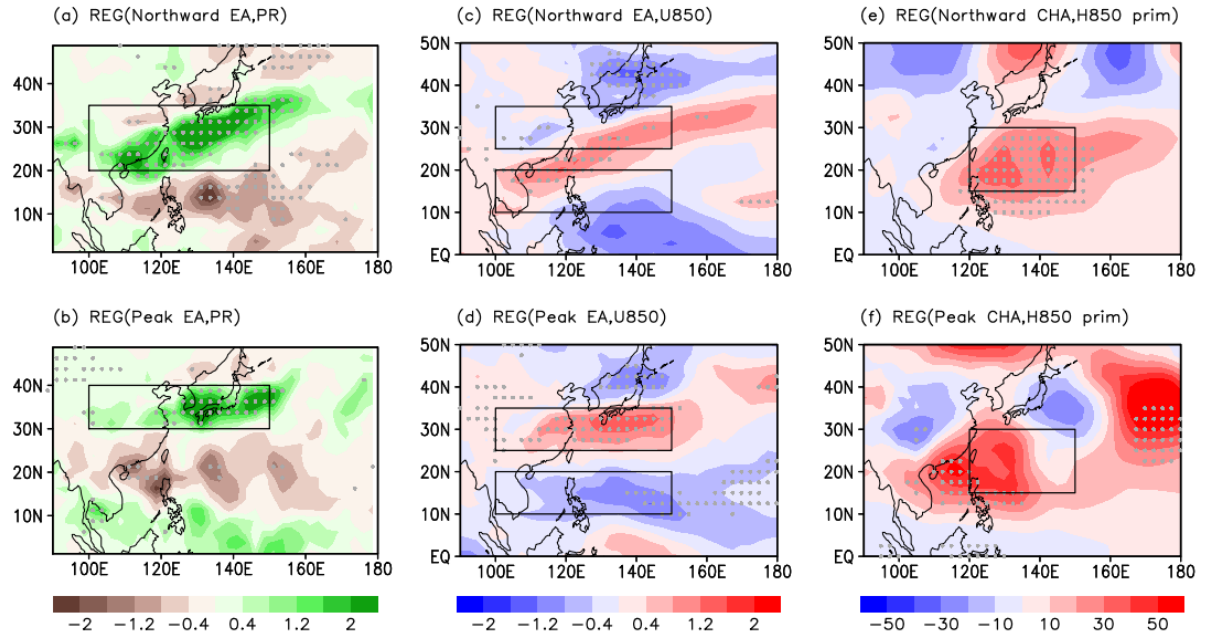 (a) REG(Northward EA,PR)
40N
30N
20N
10N
100E 120E 140E 160E 180
(c) REG(Northward EA,U850)
50N
40N
30N
20N
10N
EQ
100E 120E 140E 160E 180
(e) REG(Northward CHA,H850 prim)
50N
40N
30N
20N
10N
EQ
100E 120E 140E 160E 180
(b) REG(Peak EA,PR)
40N
30N
20N
10N
100E 120E 140E 160E 180
(d) REG(Peak EA,U850)
50N
40N
30N
20N
10N
EQ
100E 120E 140E 160E 180
(f) REG(Peak CHA,H850 prim)
50N
40N
30N
20N
10N
EQ
100E 120E 140E 160E 180
−2 −1.2 −0.4 0.4 1.2 2
−2 −1.2 −0.4 0.4 1.2 2
−50 −30 −10 10 30 50